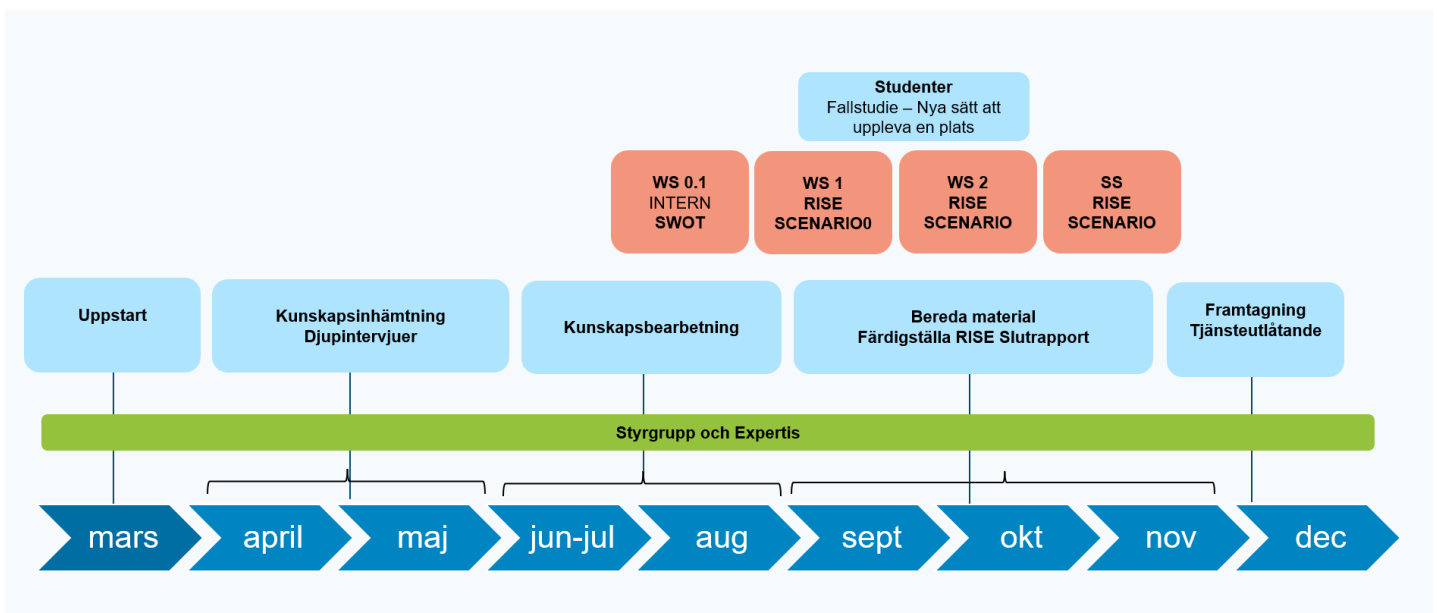 Studenter
Fallstudie – Nya sätt att
uppleva en plats
WS 0.1
INTERN
SWOT
WS 1
RISE
SCENARIO0
WS 2
RISE
SCENARIO
SS
RISE
SCENARIO
Uppstart
Kunskapsinhämtning
Djupintervjuer
Kunskapsbearbetning
Bereda material
Färdigställa RISE Slutrapport
Framtagning
Tjänsteutlåtande
Styrgrupp och Expertis
mars
april
maj
jun-jul
aug
sept
okt
nov
dec